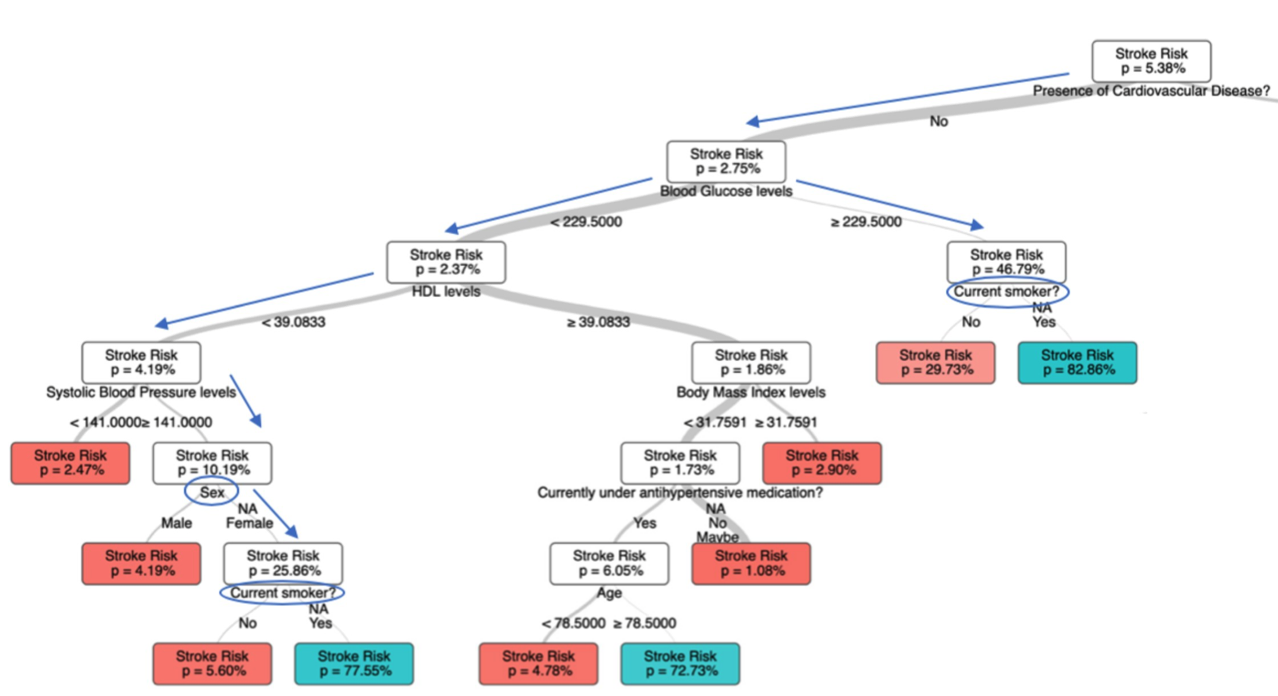 Stroke Risk
p = 5.38%
Presence of Cardiovascular Disease?
No
Stroke Risk
p = 2.75%
Blood Glucose levels
< 229.5000
≥ 229.5000
Stroke Risk
p = 2.37%
HDL levels
Stroke Risk
p = 46.79%
Current smoker?
NA
No
Yes
< 39.0833
≥ 39.0833
Stroke Risk
p = 4.19%
Systolic Blood Pressure levels
Stroke Risk
p = 1.86%
Body Mass Index levels
Stroke Risk
p = 29.73%
Stroke Risk
p = 82.86%
< 141.0000
≥ 141.0000
< 31.7591
≥ 31.7591
Stroke Risk
p = 2.47%
Stroke Risk
p = 10.19%
Sex
NA
Male
Female
Stroke Risk
p = 1.73%
Currently under antihypertensive medication?
Stroke Risk
p = 2.90%
Yes
NA
No
Maybe
Stroke Risk
p = 4.19%
Stroke Risk
p = 25.86%
Current smoker?
NA
No
Yes
Stroke Risk
p = 6.05%
Age
Stroke Risk
p = 1.08%
< 78.5000
≥ 78.5000
Stroke Risk
p = 5.60%
Stroke Risk
p = 77.55%
Stroke Risk
p = 4.78%
Stroke Risk
p = 72.73%